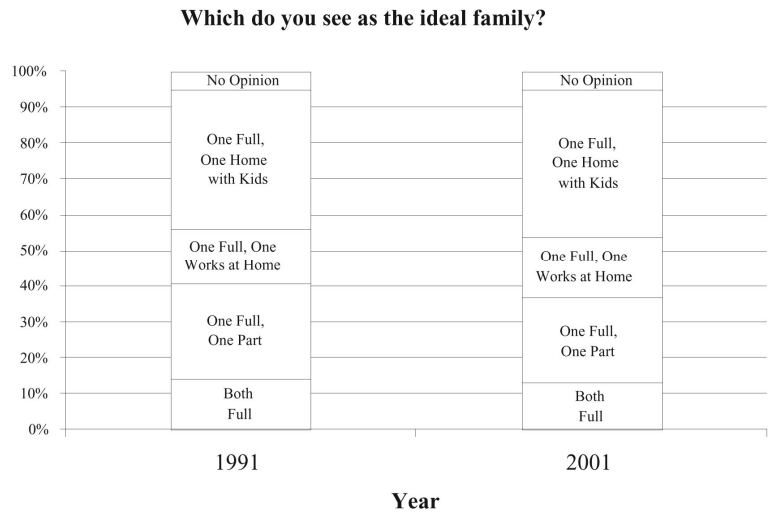 Which do you see as the ideal family?
100%
90%
80%
70%
60%
50%
40%
30%
20%
10%
0%
No Opinion
One Full,
One Home
with Kids
One Full, One
Works at Home
One Full,
One Part
Both
Full
No Opinion
One Full,
One Home
with Kids
One Full, One
Works at Home
One Full,
One Part
Both
Full
1991
2001
Year